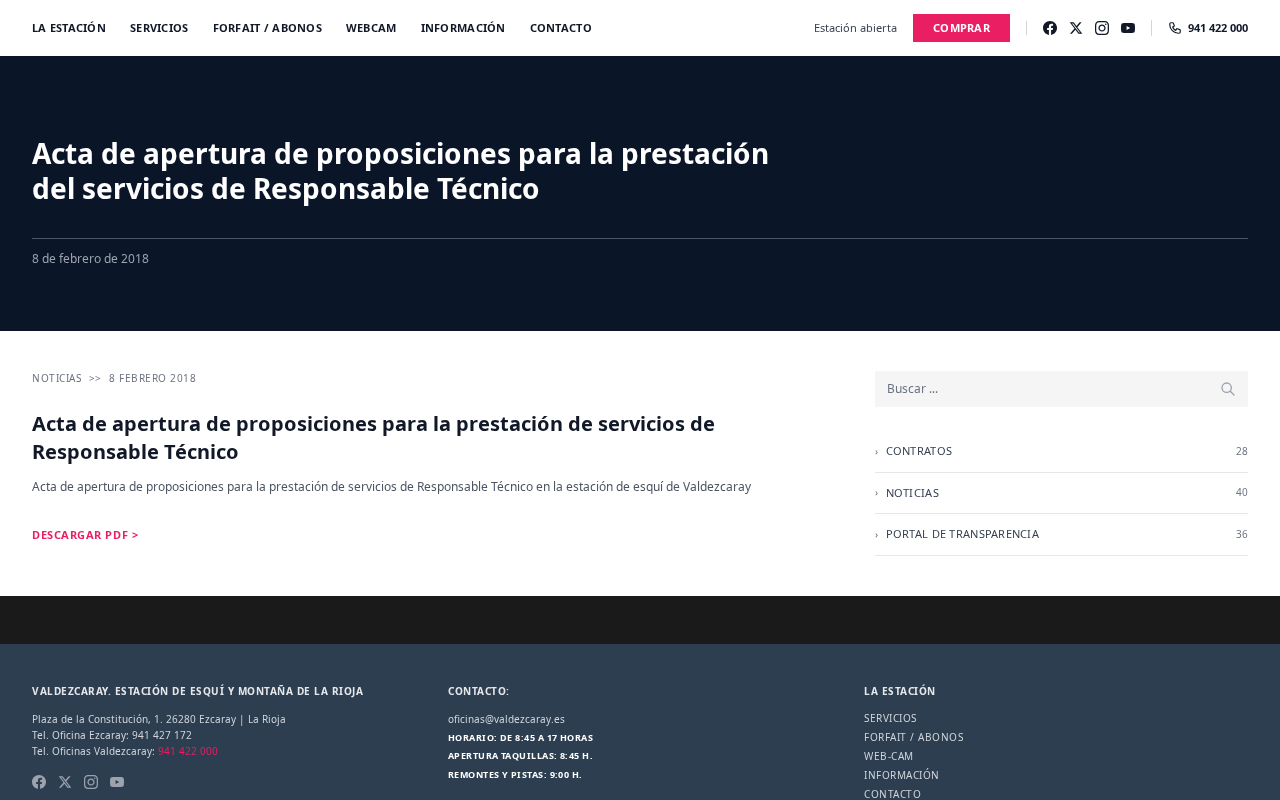 LA ESTACIÓN SERVICIOS FORFAIT / ABONOS WEBCAM INFORMACIÓN CONTACTO Estación abierta COMPRAR 941 422 000
Acta de apertura de proposiciones para la prestación
del servicios de Responsable Técnico
8 de febrero de 2018
NOTICIAS >> 8 FEBRERO 2018
Acta de apertura de proposiciones para la prestación de servicios de
Responsable Técnico
Acta de apertura de proposiciones para la prestación de servicios de Responsable Técnico en la estación de esquí de Valdezcaray
DESCARGAR PDF >
Buscar ...
› CONTRATOS 28
› NOTICIAS 40
› PORTAL DE TRANSPARENCIA 36
VALDEZCARAY. ESTACIÓN DE ESQUÍ Y MONTAÑA DE LA RIOJA
Plaza de la Constitución, 1. 26280 Ezcaray | La Rioja
Tel. Oficina Ezcaray: 941 427 172
Tel. Oficinas Valdezcaray: 941 422 000
CONTACTO:
oficinas@valdezcaray.es
HORARIO: DE 8:45 A 17 HORAS
APERTURA TAQUILLAS: 8:45 H.
REMONTES Y PISTAS: 9:00 H.
LA ESTACIÓN
SERVICIOS
FORFAIT / ABONOS
WEB-CAM
INFORMACIÓN
CONTACTO